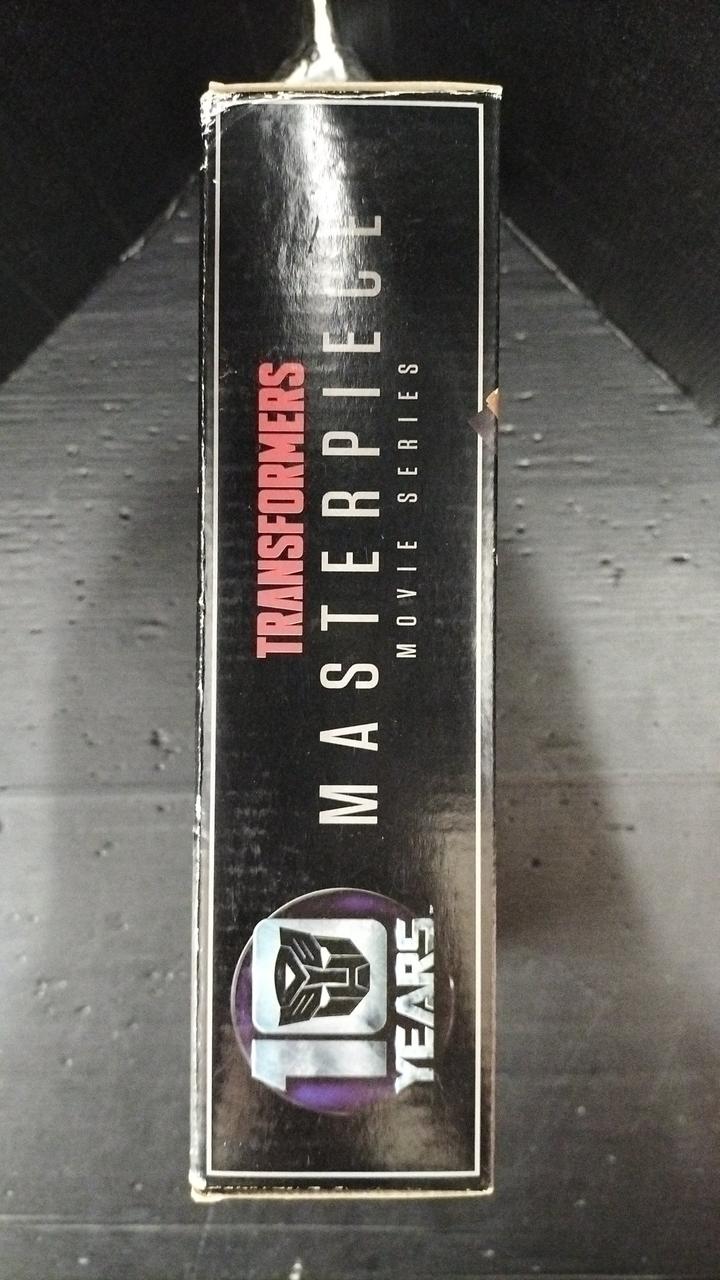 TRANSFORMERS
MASTERPIECE
MOVIE SERIES
10
YEARS